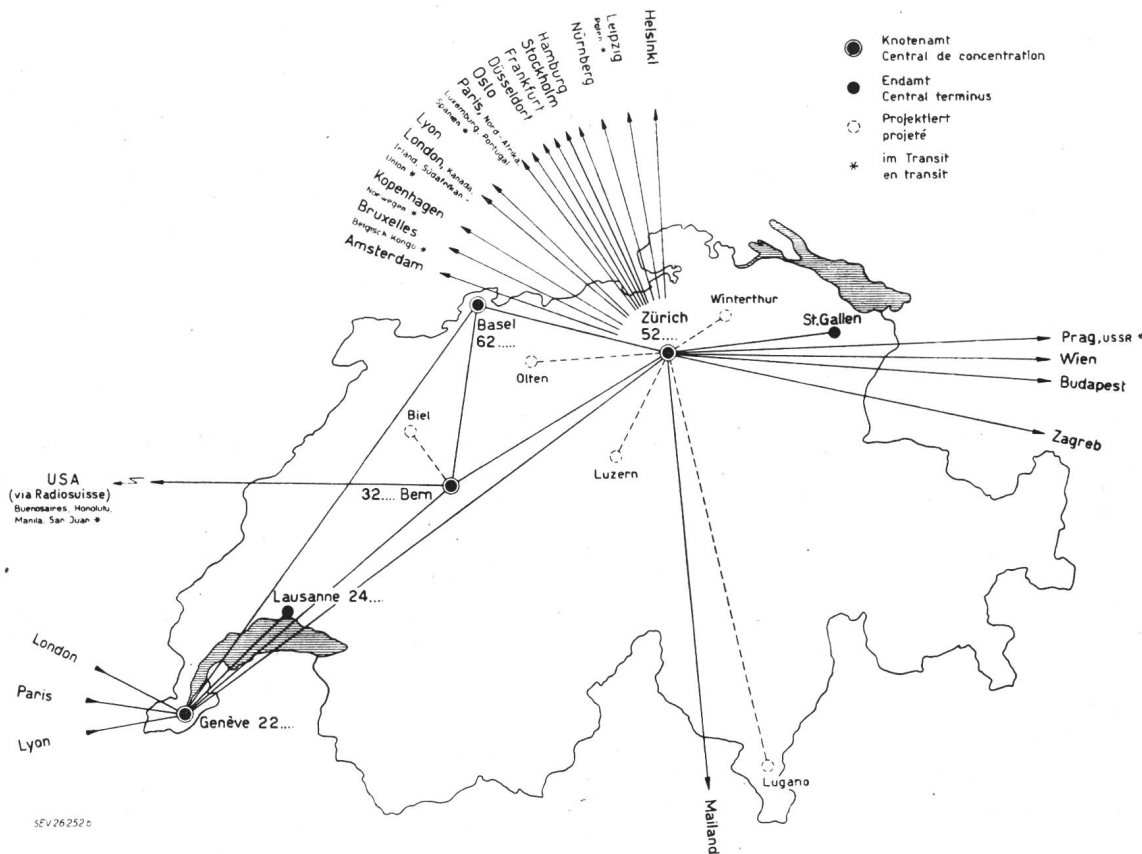 Knotenamt
Central de concentration
Endamt
Central terminus
Projektiert
projeté
* im Transit
en transit
Helsinki
Leipzig
Polen *
Nürnberg
Hamburg
Stockholm
Frankfurt
Düsseldorf
Oslo
Paris, Nord-Afrika,
Luxemburg, Portugal
Spanien *
Lyon
London, Kanada,
Irland, Südafrikan.-
Union *
Kopenhagen
Norwegen *
Bruxelles
Belgisch Kongo *
Amsterdam
Basel
62.....
Zürich
52....
Winterthur
St.Gallen
Olten
Prag, USSR *
Wien
Budapest
Zagreb
Biel
Luzern
USA
(via Radiosuisse)
Buenosaires, Honolulu,
Manila, San Juan *
32.... Bern
Lausanne 24....
London
Paris
Lyon
Genève 22....
Lugano
Mailand
SEV26252b